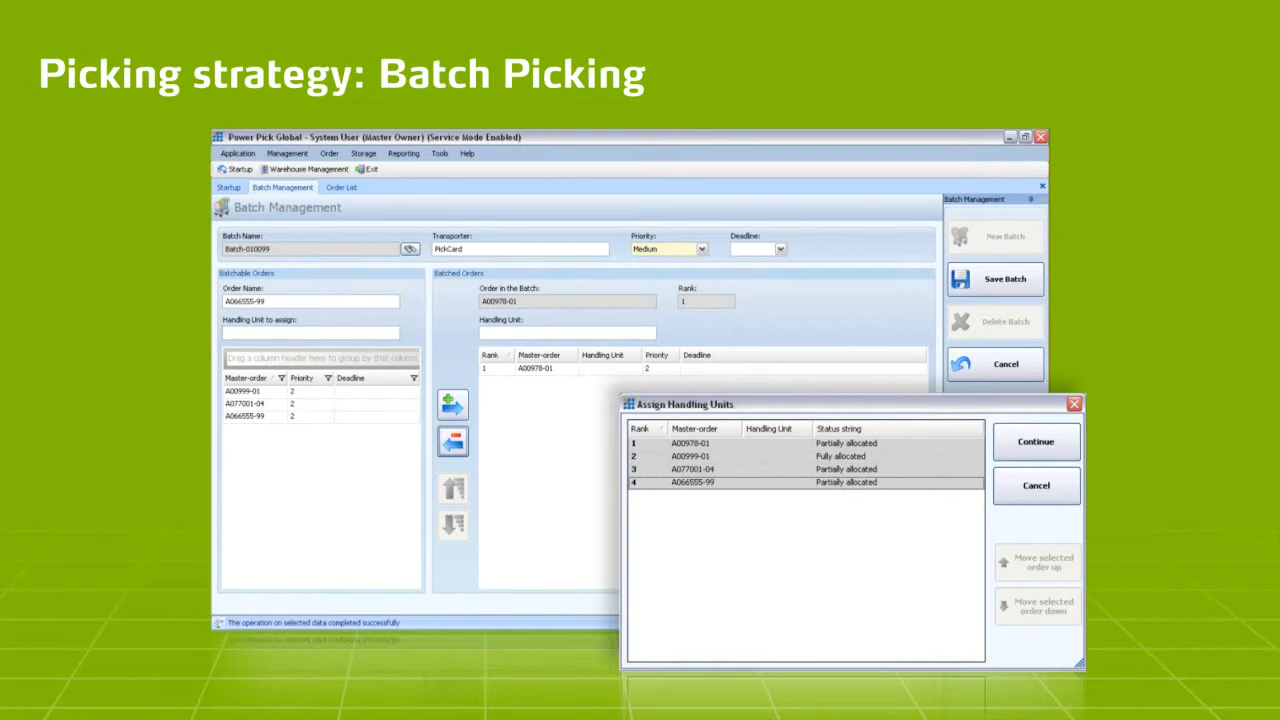 Picking strategy: Batch Picking
Power Pick Global - System User (Master Owner) (Service Mode Enabled)
Application Management Order Storage Reporting Tools Help
Startup Warehouse Management Exit
Startup Batch Management Order List
Batch Management
Batch Management
Batch Name: Transporter: Priority: Deadline:
Batch-010099 PickCard Medium
New Batch
Save Batch
Delete Batch
Cancel
Batchable Orders
Order Name:
A066555-99
Handling Unit to assign:
Drag a column header here to group by that column.
Master-order Priority Deadline
A00999-01 2
A077001-04 2
A066555-99 2
Batched Orders
Order in the Batch: Rank:
A00978-01 1
Handling Unit:
Rank Master-order Handling Unit Priority Deadline
1 A00978-01 2
The operation on selected data completed successfully
Assign Handling Units
Rank Master-order Handling Unit Status string
1 A00978-01 Partially allocated
2 A00999-01 Fully allocated
3 A077001-04 Partially allocated
4 A066555-99 Partially allocated
Continue
Cancel
Move selected
order up
Move selected
order down